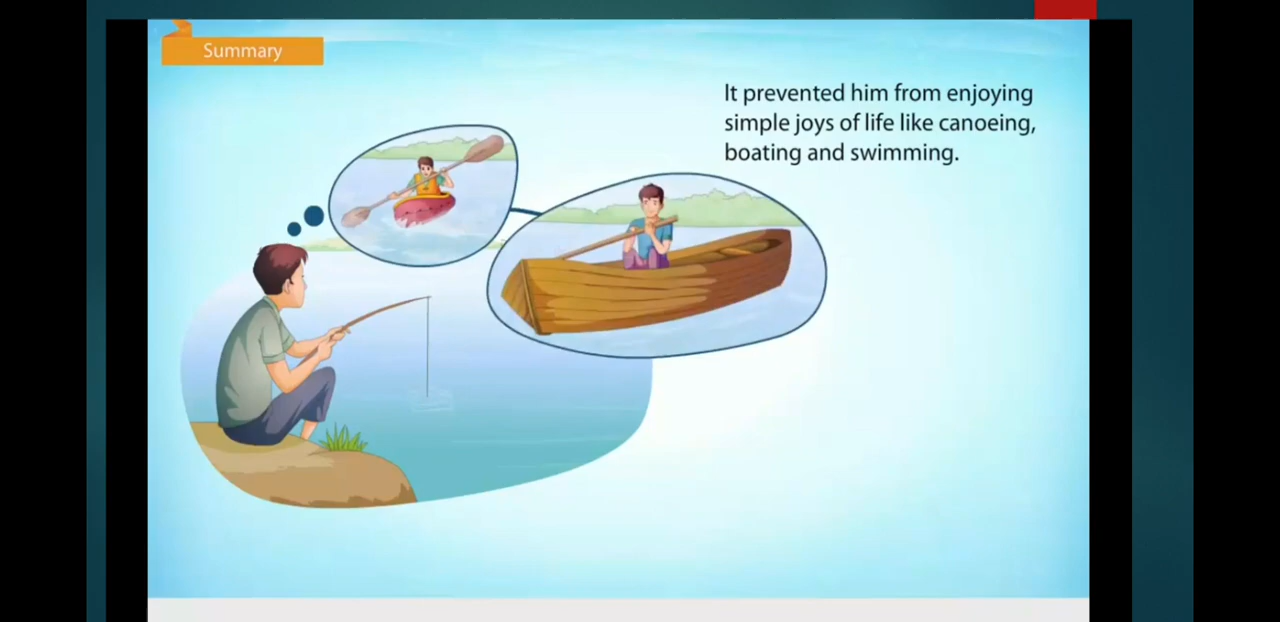 Summary
It prevented him from enjoying
simple joys of life like canoeing,
boating and swimming.